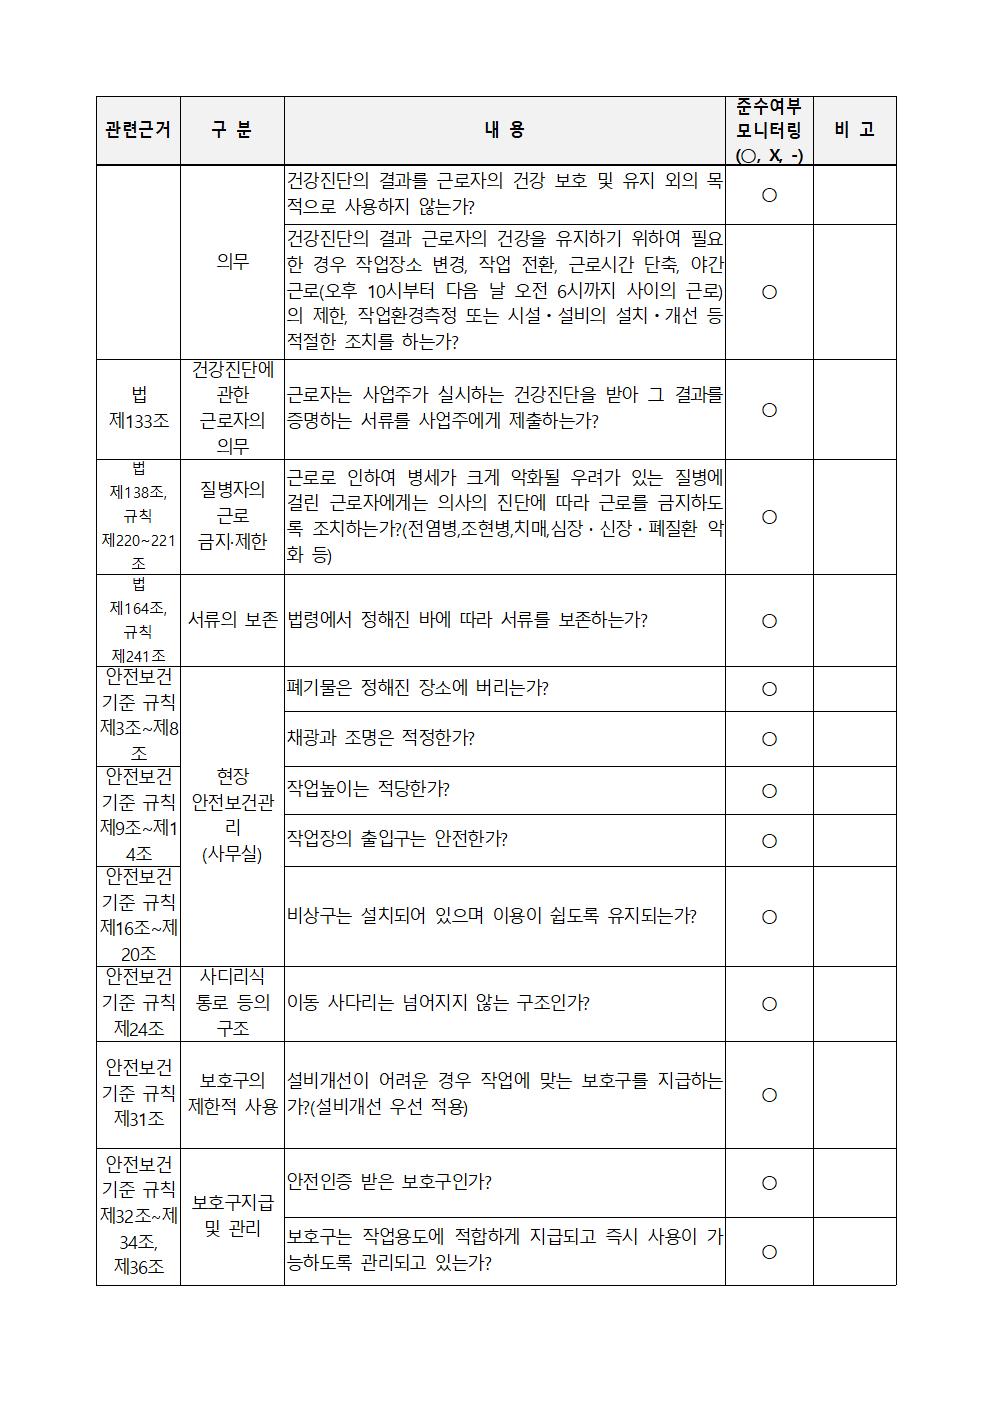 관련근거 구 분 내 용 준수여부
모니터링
(○, X, -) 비 고
의무
건강진단의 결과를 근로자의 건강 보호 및 유지 외의 목
적으로 사용하지 않는가?
○
건강진단의 결과 근로자의 건강을 유지하기 위하여 필요
한 경우 작업장소 변경, 작업 전환, 근로시간 단축, 야간
근로(오후 10시부터 다음 날 오전 6시까지 사이의 근로)
의 제한, 작업환경측정 또는 시설·설비의 설치·개선 등
적절한 조치를 하는가?
○
법
제133조
건강진단에
관한
근로자의
의무
근로자는 사업주가 실시하는 건강진단을 받아 그 결과를
증명하는 서류를 사업주에게 제출하는가?
○
법
제138조,
규칙
제220~221
조
질병자의
근로
금지·제한
근로로 인하여 병세가 크게 악화될 우려가 있는 질병에
걸린 근로자에게는 의사의 진단에 따라 근로를 금지하도
록 조치하는가?(전염병,조현병,치매,심장·신장·폐질환 악
화 등)
○
법
제164조,
규칙
제241조
서류의 보존
법령에서 정해진 바에 따라 서류를 보존하는가?
○
안전보건
기준 규칙
제3조~제8
조
현장
안전보건관
리
(사무실)
폐기물은 정해진 장소에 버리는가?
○
채광과 조명은 적정한가?
○
안전보건
기준 규칙
제9조~제1
4조
작업높이는 적당한가?
○
작업장의 출입구는 안전한가?
○
안전보건
기준 규칙
제16조~제
20조
비상구는 설치되어 있으며 이용이 쉽도록 유지되는가?
○
안전보건
기준 규칙
제24조
사디리식
통로 등의
구조
이동 사다리는 넘어지지 않는 구조인가?
○
안전보건
기준 규칙
제31조
보호구의
제한적 사용
설비개선이 어려운 경우 작업에 맞는 보호구를 지급하는
가?(설비개선 우선 적용)
○
안전보건
기준 규칙
제32조~제
34조,
제36조
보호구지급
및 관리
안전인증 받은 보호구인가?
○
보호구는 작업용도에 적합하게 지급되고 즉시 사용이 가
능하도록 관리되고 있는가?
○